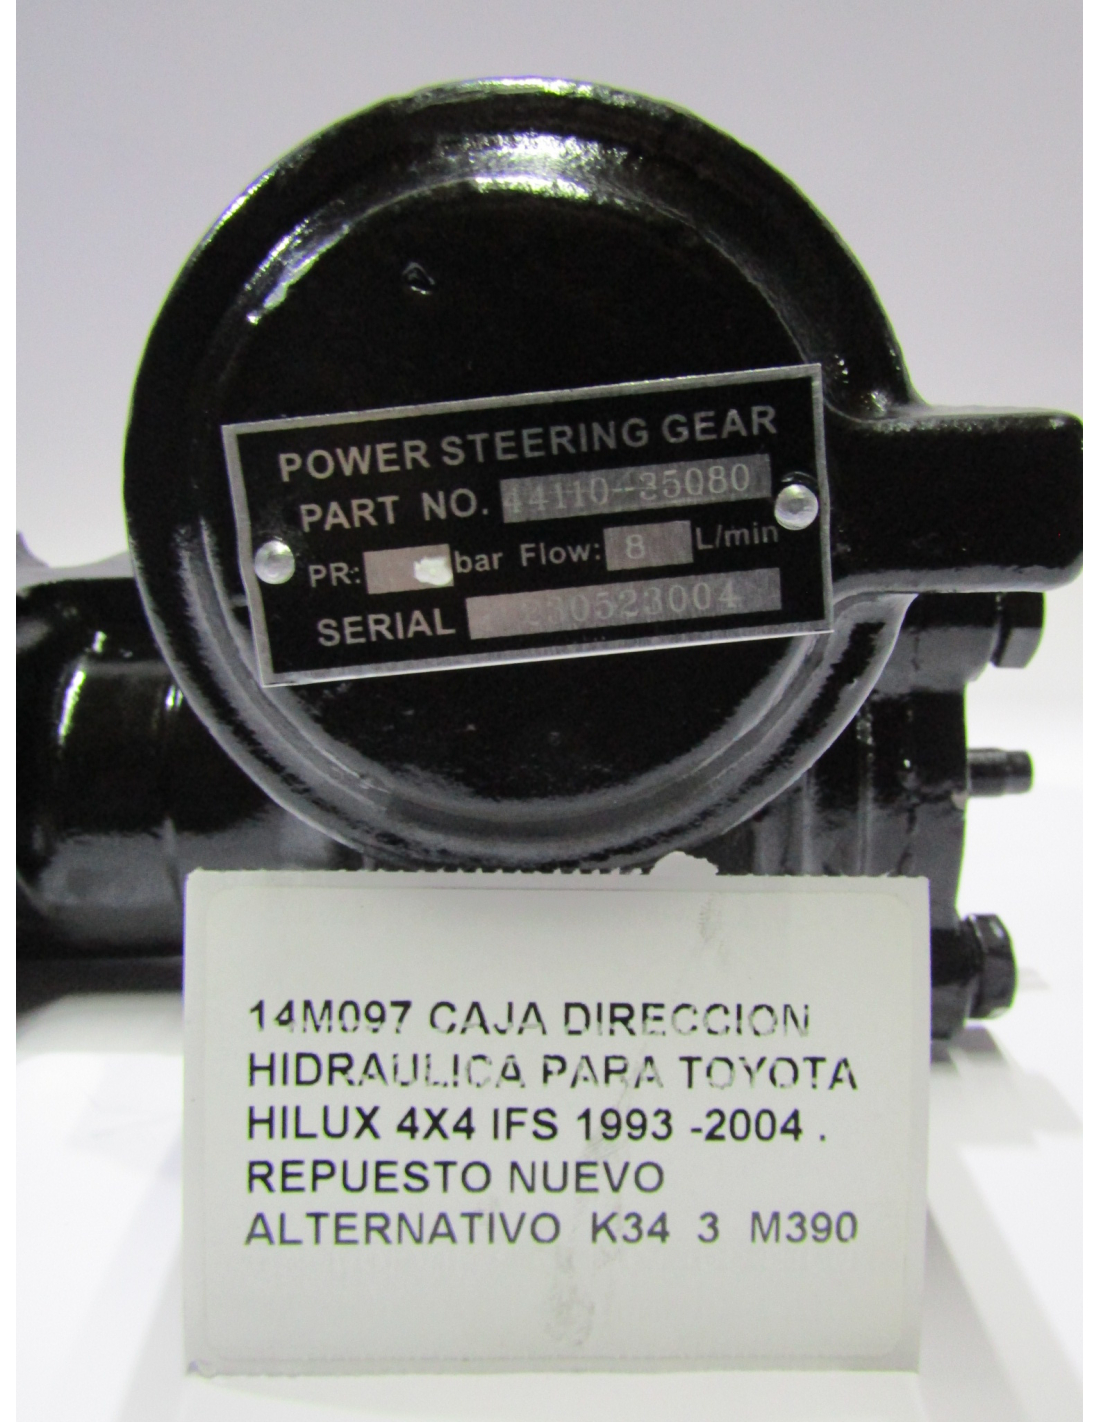 POWER STEERING GEAR
PART NO. 44110-35080
PR: bar Flow: 8 L/min
SERIAL 230523004
14M097 CAJA DIRECCION
HIDRAULICA PARA TOYOTA
HILUX 4X4 IFS 1993 -2004 .
REPUESTO NUEVO
ALTERNATIVO K34 3 M390